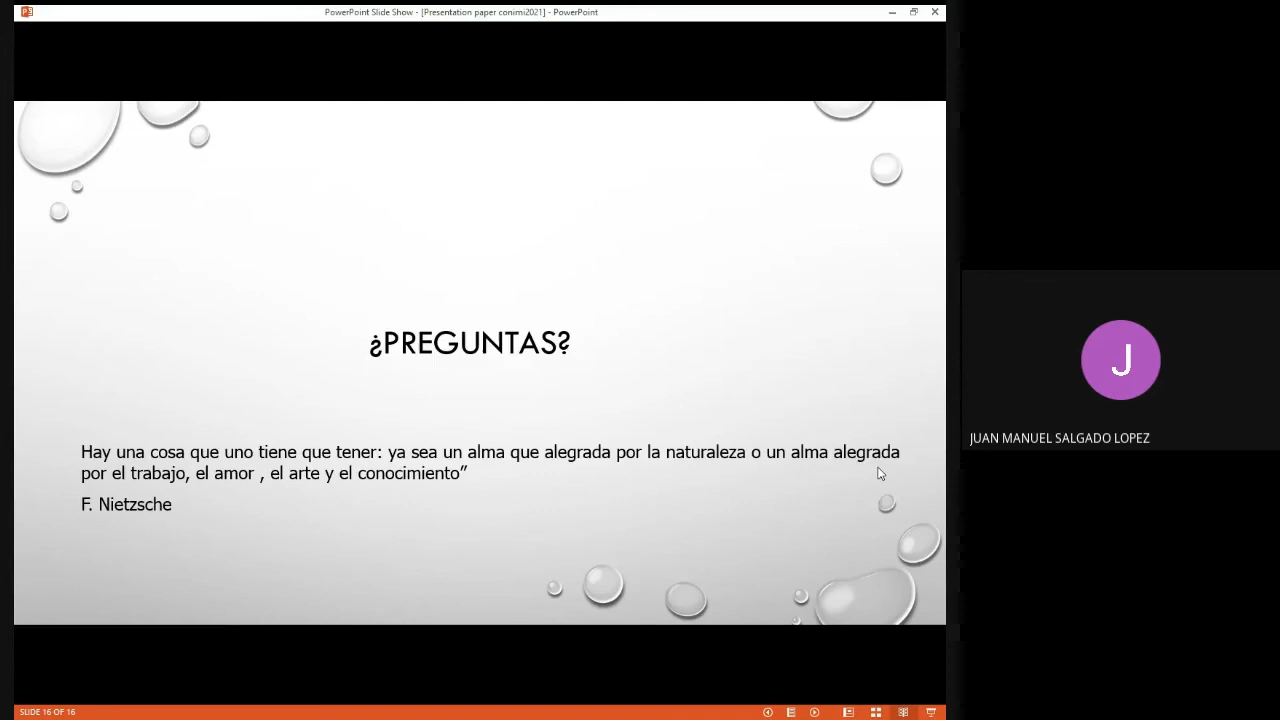 PowerPoint Slide Show - [Presentation paper conimi2021] - PowerPoint
¿PREGUNTAS?
Hay una cosa que uno tiene que tener: ya sea un alma que alegrada por la naturaleza o un alma alegrada
por el trabajo, el amor , el arte y el conocimiento”
F. Nietzsche
J
JUAN MANUEL SALGADO LOPEZ
SLIDE 16 OF 16